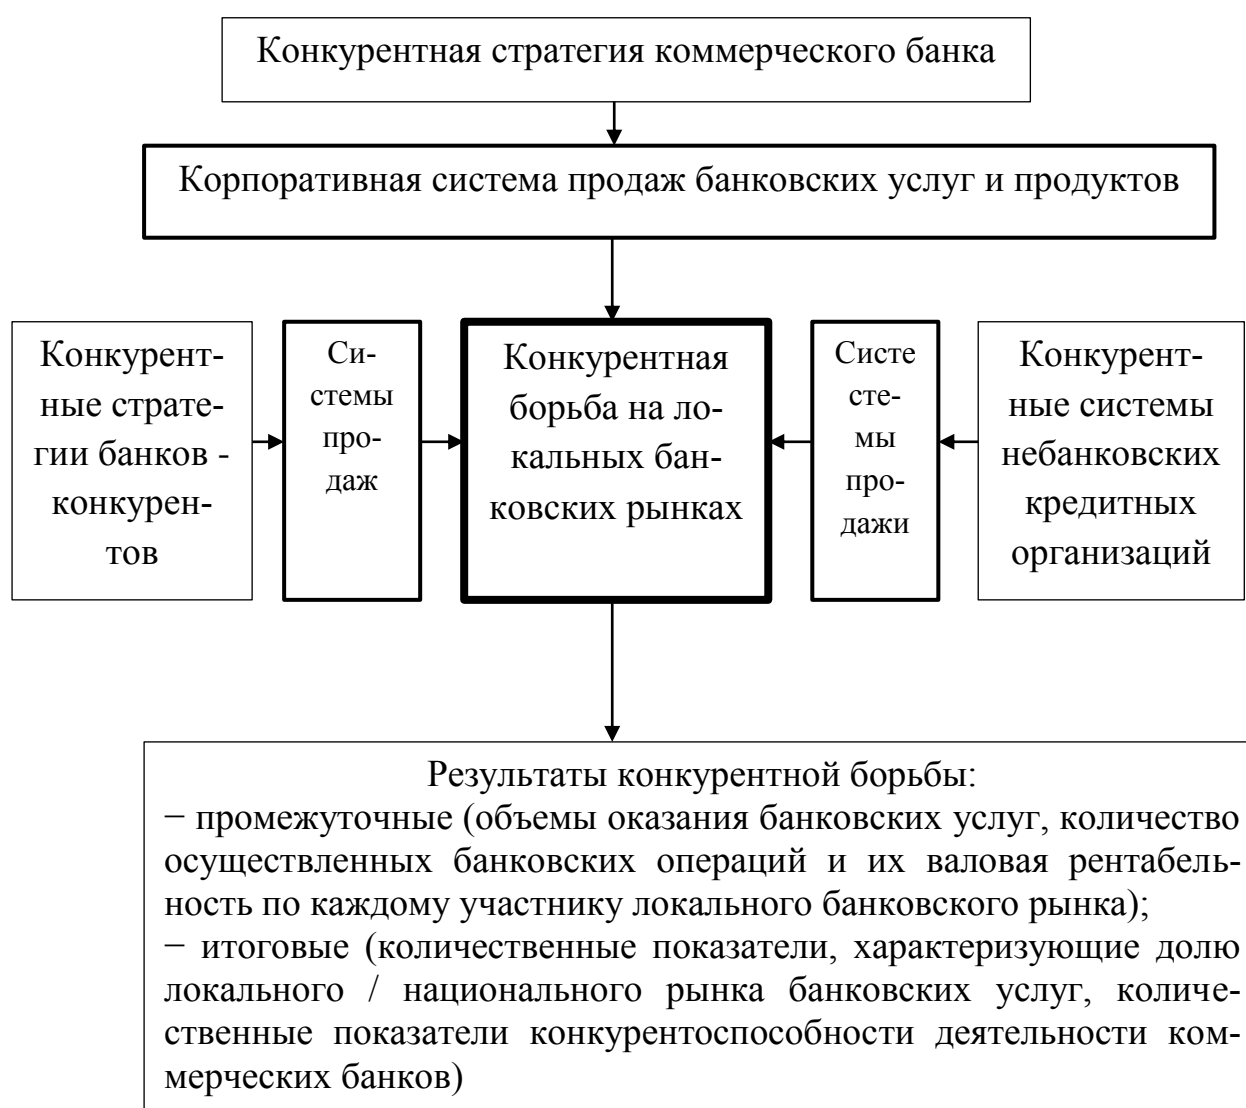 Конкурентная стратегия коммерческого банка
Корпоративная система продаж банковских услуг и продуктов
Конкурент-
ные страте-
гии банков -
конкурен-
тов
Си-
стемы
про-
даж
Конкурентная
борьба на ло-
кальных бан-
ковских рынках
Систе
сте-
мы
про-
дажи
Конкурент-
ные системы
небанковских
кредитных
организаций
Результаты конкурентной борьбы:
− промежуточные (объемы оказания банковских услуг, количество
осуществленных банковских операций и их валовая рентабель-
ность по каждому участнику локального банковского рынка);
− итоговые (количественные показатели, характеризующие долю
локального / национального рынка банковских услуг, количе-
ственные показатели конкурентоспособности деятельности ком-
мерческих банков)